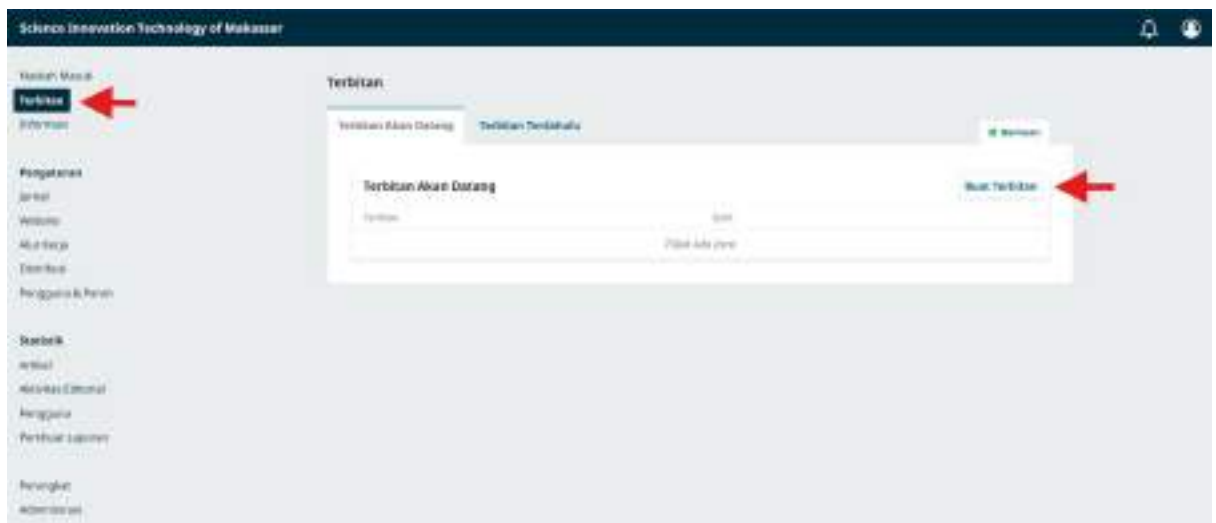 Science Innovation Technology of Makassar
Naskah Masuk
Terbitan
Informasi
Pengaturan
Jurnal
Website
Alur Kerja
Distribusi
Pengguna & Peran
Statistik
Artikel
Aktivitas Editorial
Pengguna
Pembuat Laporan
Perangkat
Administrasi
Terbitan
Terbitan Akan Datang
Terbitan Terdahulu
Bantuan
Terbitan Akan Datang
Buat Terbitan
Terbitan
Item